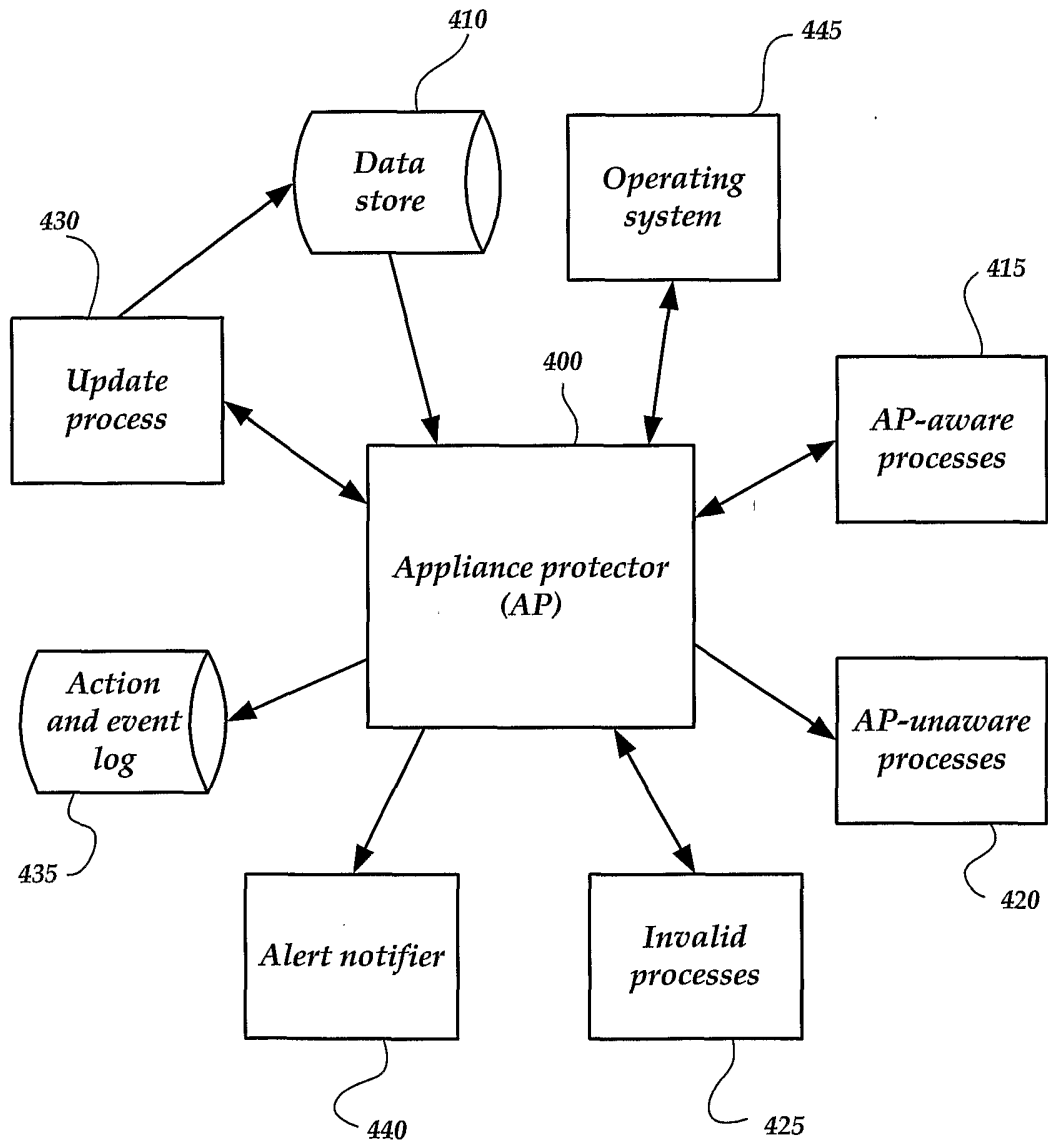 410
445
Data
store
Operating
system
430
415
Update
process
400
AP-aware
processes
Appliance protector
(AP)
Action
and event
log
AP-unaware
processes
435
420
Alert notifier
Invalid
processes
440
425